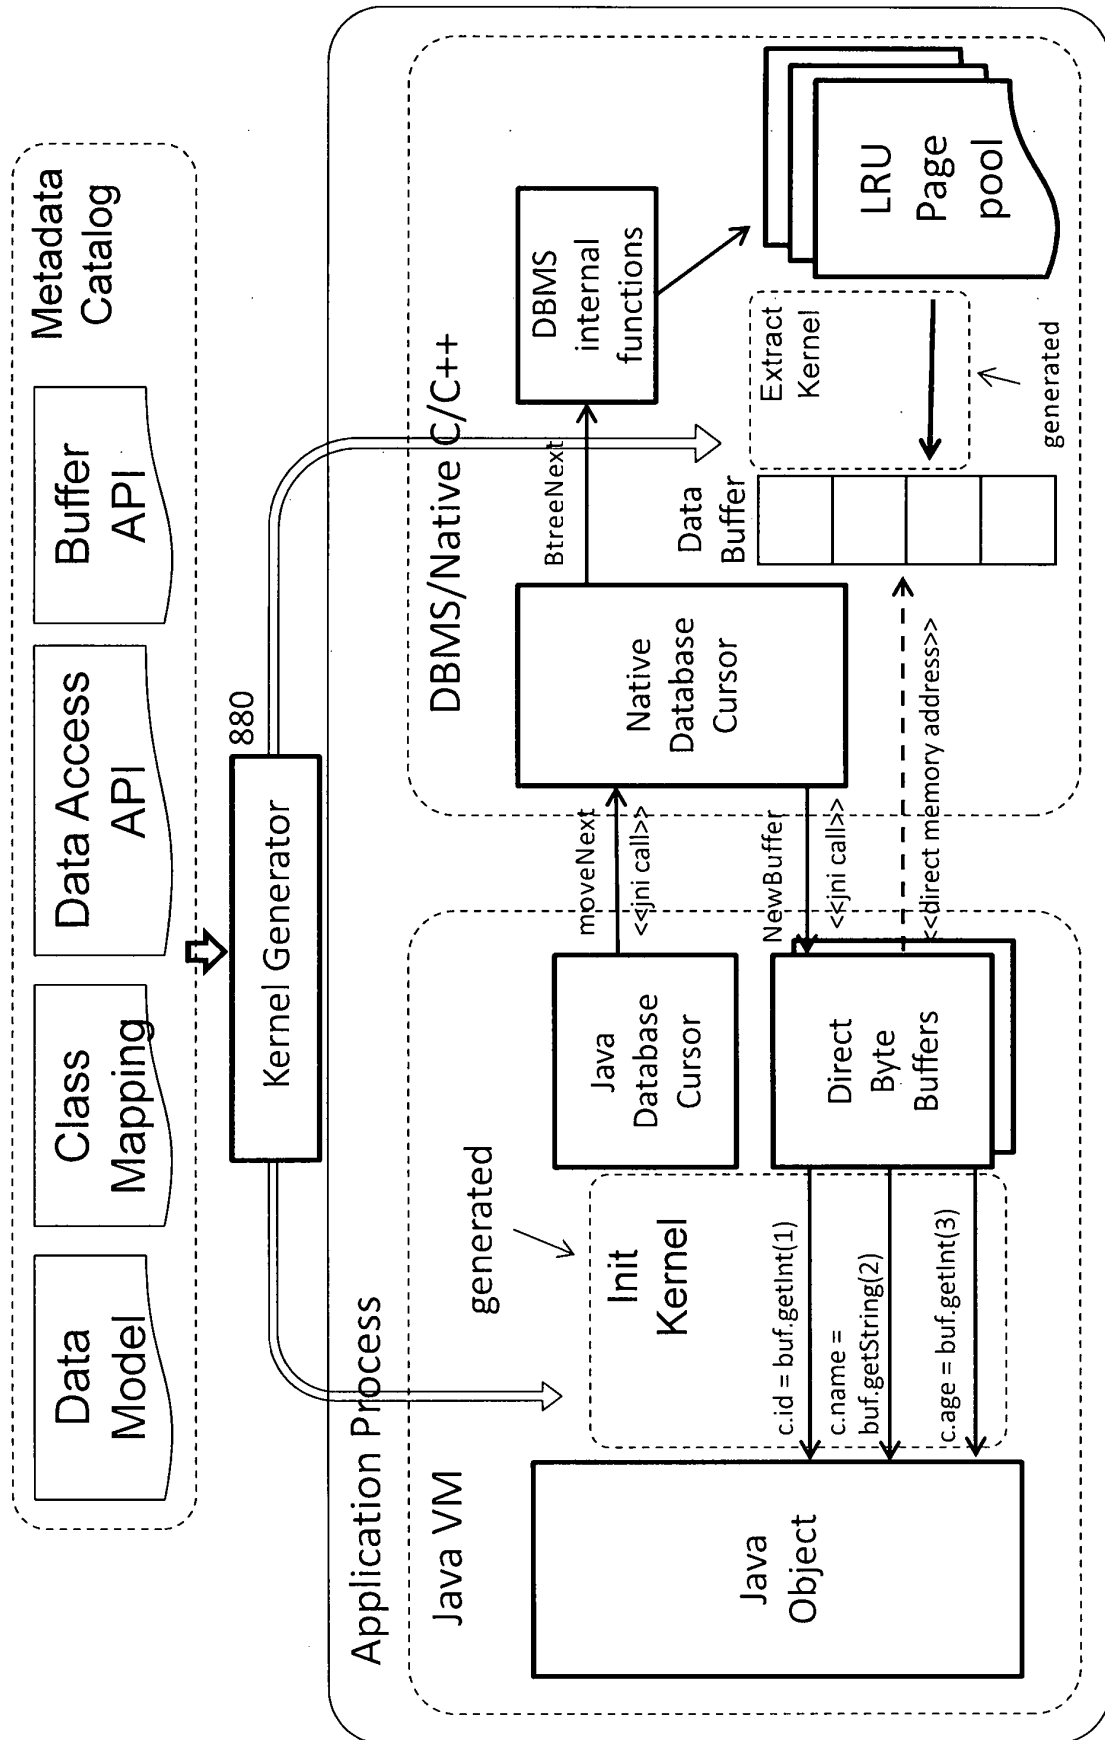 Data
Model
Class
Mapping
Data Access
API
Buffer
API
Metadata
Catalog
Kernel Generator
880
Application Process
Java VM
generated
Init
Kernel
Java
Object
c.id = buf.getInt(1)
c.name =
buf.getString(2)
c.age = buf.getInt(3)
Java
Database
Cursor
Direct
Byte
Buffers
moveNext
<<jni call>>
NewBuffer
<<jni call>>
<<direct memory address>>
DBMS/Native C/C++
Native
Database
Cursor
BtreeNext
DBMS
internal
functions
Data
Buffer
Extract
Kernel
generated
LRU
Page
pool